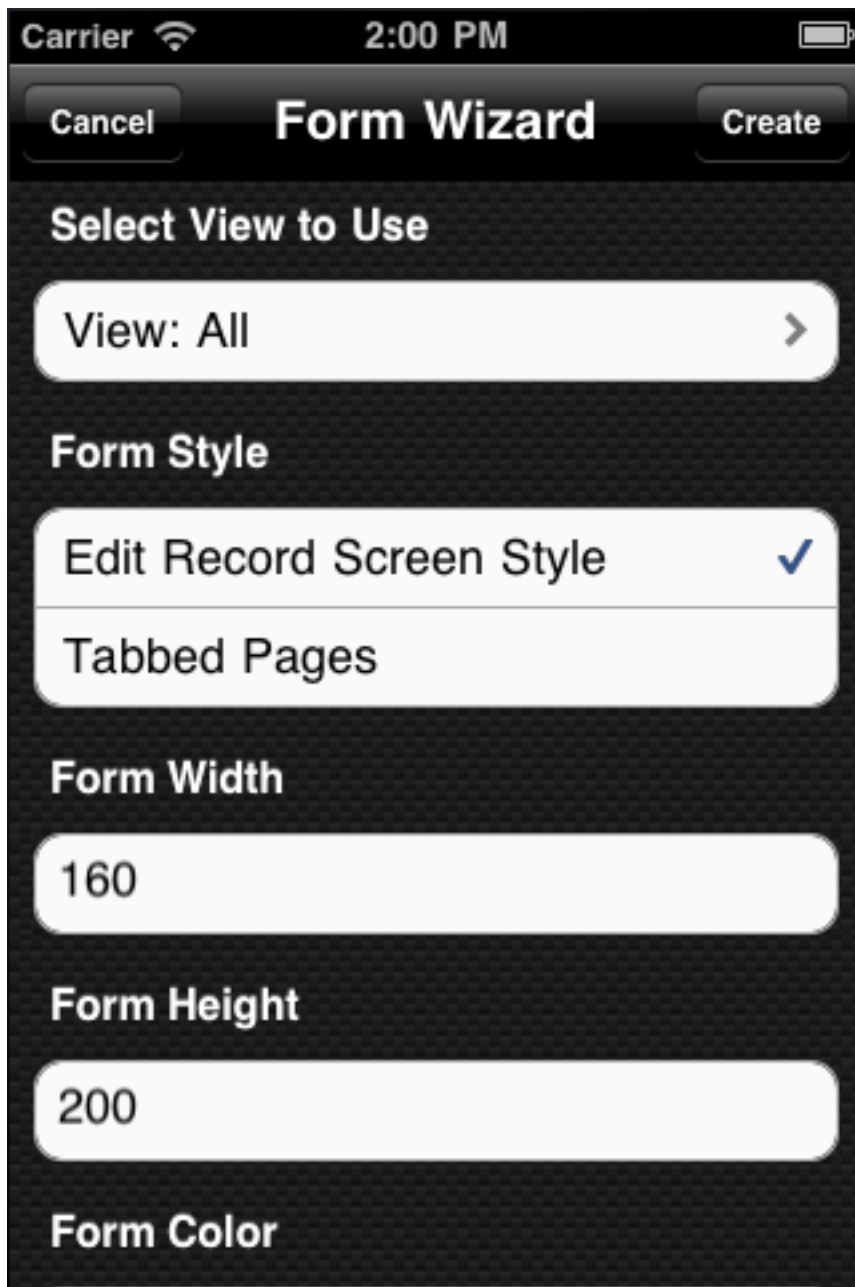 Carrier 2:00 PM
Cancel Form Wizard Create
Select View to Use
View: All
Form Style
Edit Record Screen Style
Tabbed Pages
Form Width
160
Form Height
200
Form Color